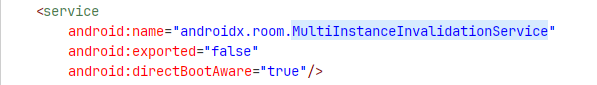 <service
android:name="androidx.room.MultiInstanceInvalidationService"
android:exported="false"
android:directBootAware="true"/>